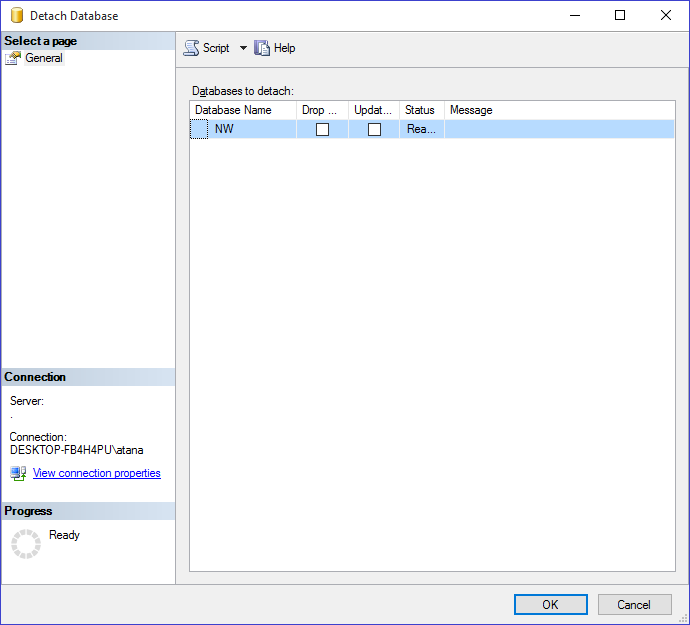 Detach Database
Select a page
General
Script
Help
Databases to detach:
Database Name Drop ... Updat... Status Message
NW Rea...
Connection
Server:
.
Connection:
DESKTOP-FB4H4PU\atana
View connection properties
Progress
Ready
OK Cancel